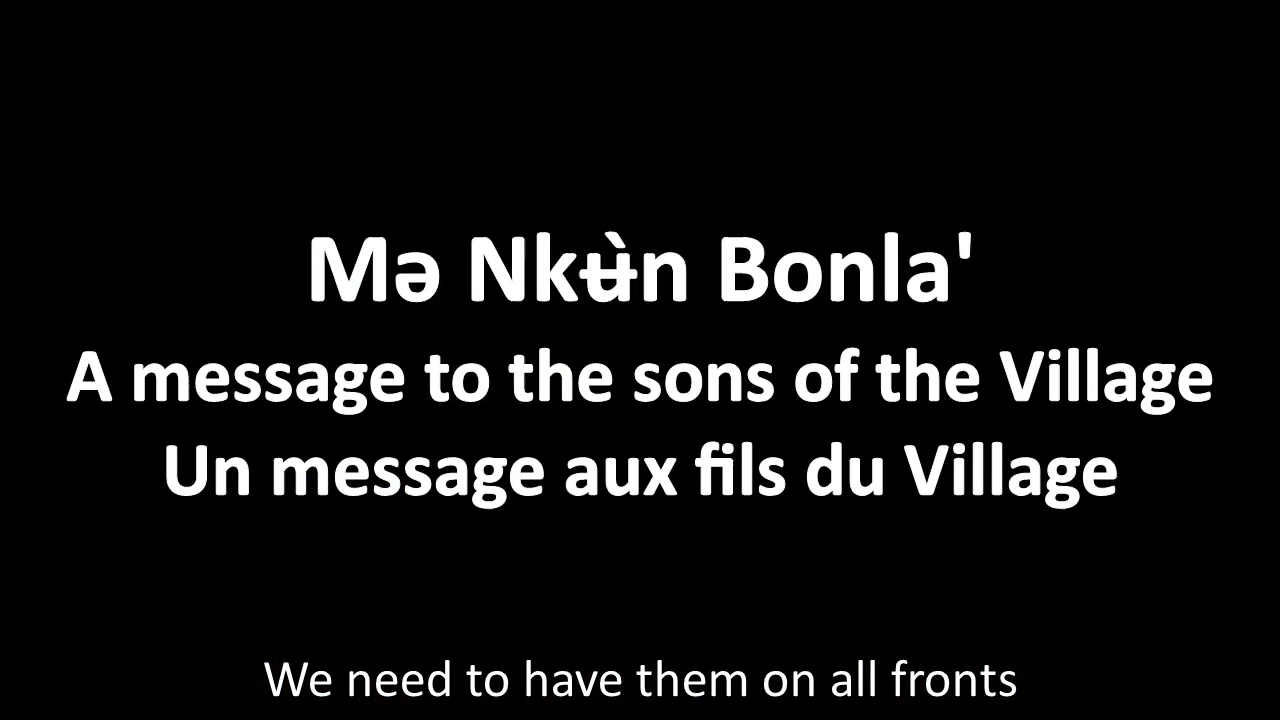 Mə Nkʉ̀n Bonla'
A message to the sons of the Village
Un message aux fils du Village
We need to have them on all fronts